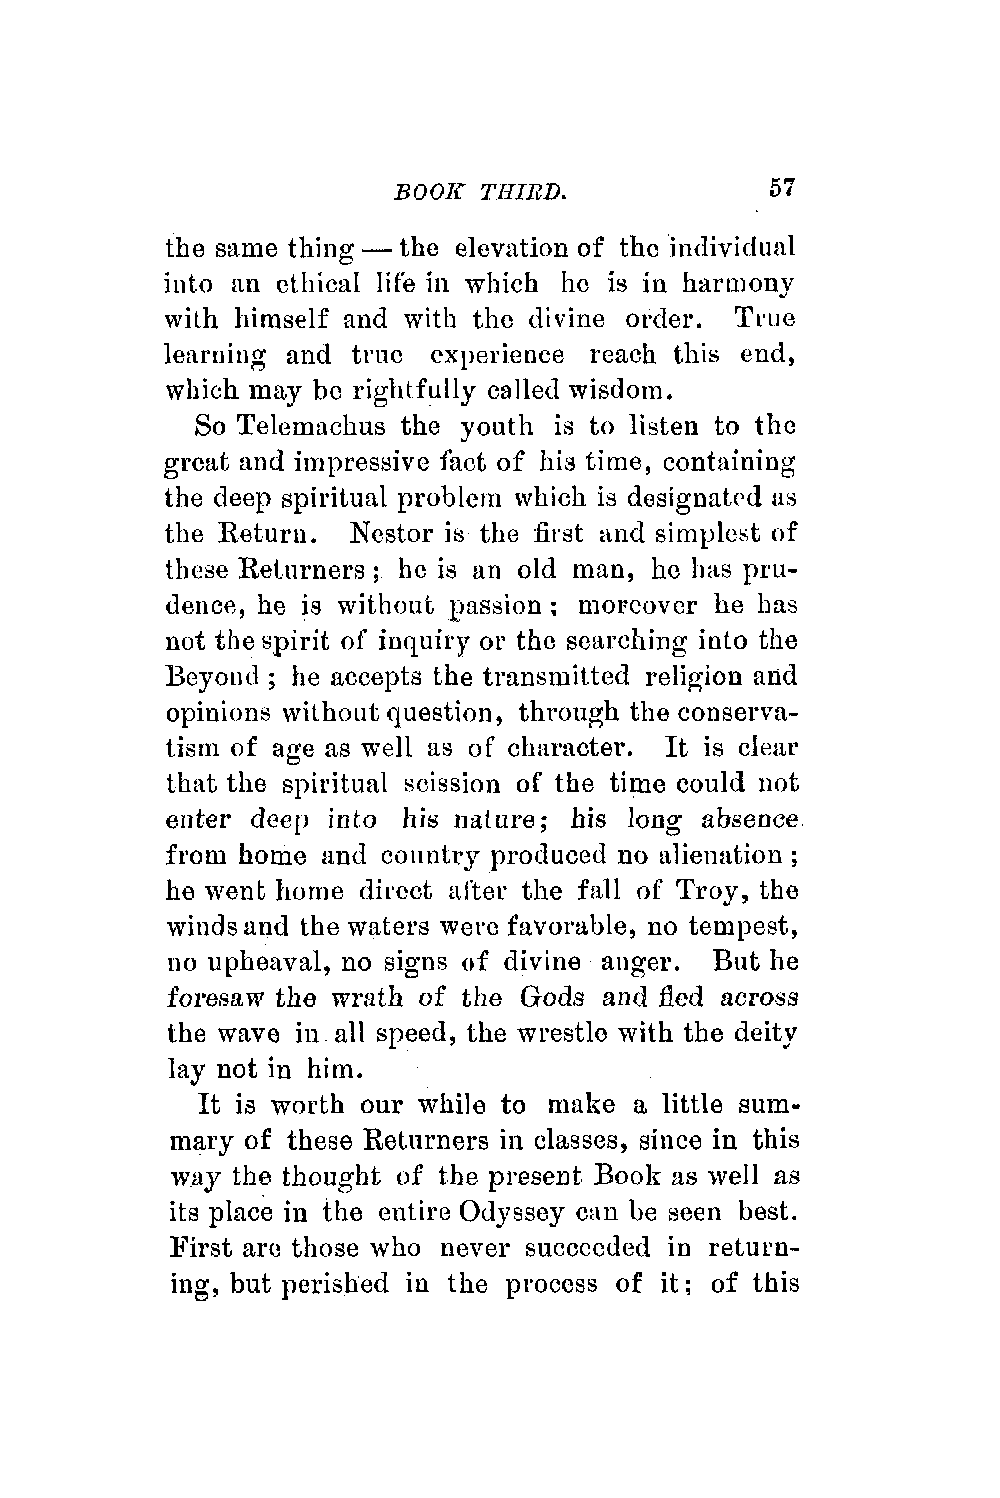 BOOK THIRD. 57
the same thing — the elevation of the individual
into an ethical life in which he is in harmony
with himself and with the divine order. True
learning and true experience reach this end,
which may be rightfully called wisdom.
So Telemachus the youth is to listen to the
great and impressive fact of his time, containing
the deep spiritual problem which is designated as
the Return. Nestor is the first and simplest of
these Returners; he is an old man, he has pru-
dence, he is without passion; moreover he has
not the spirit of inquiry or the searching into the
Beyond; he accepts the transmitted religion and
opinions without question, through the conserva-
tism of age as well as of character. It is clear
that the spiritual scission of the time could not
enter deep into his nature; his long absence
from home and country produced no alienation;
he went home direct after the fall of Troy, the
winds and the waters were favorable, no tempest,
no upheaval, no signs of divine anger. But he
foresaw the wrath of the Gods and fled across
the wave in all speed, the wrestle with the deity
lay not in him.
It is worth our while to make a little sum-
mary of these Returners in classes, since in this
way the thought of the present Book as well as
its place in the entire Odyssey can be seen best.
First are those who never succeeded in return-
ing, but perished in the process of it; of this